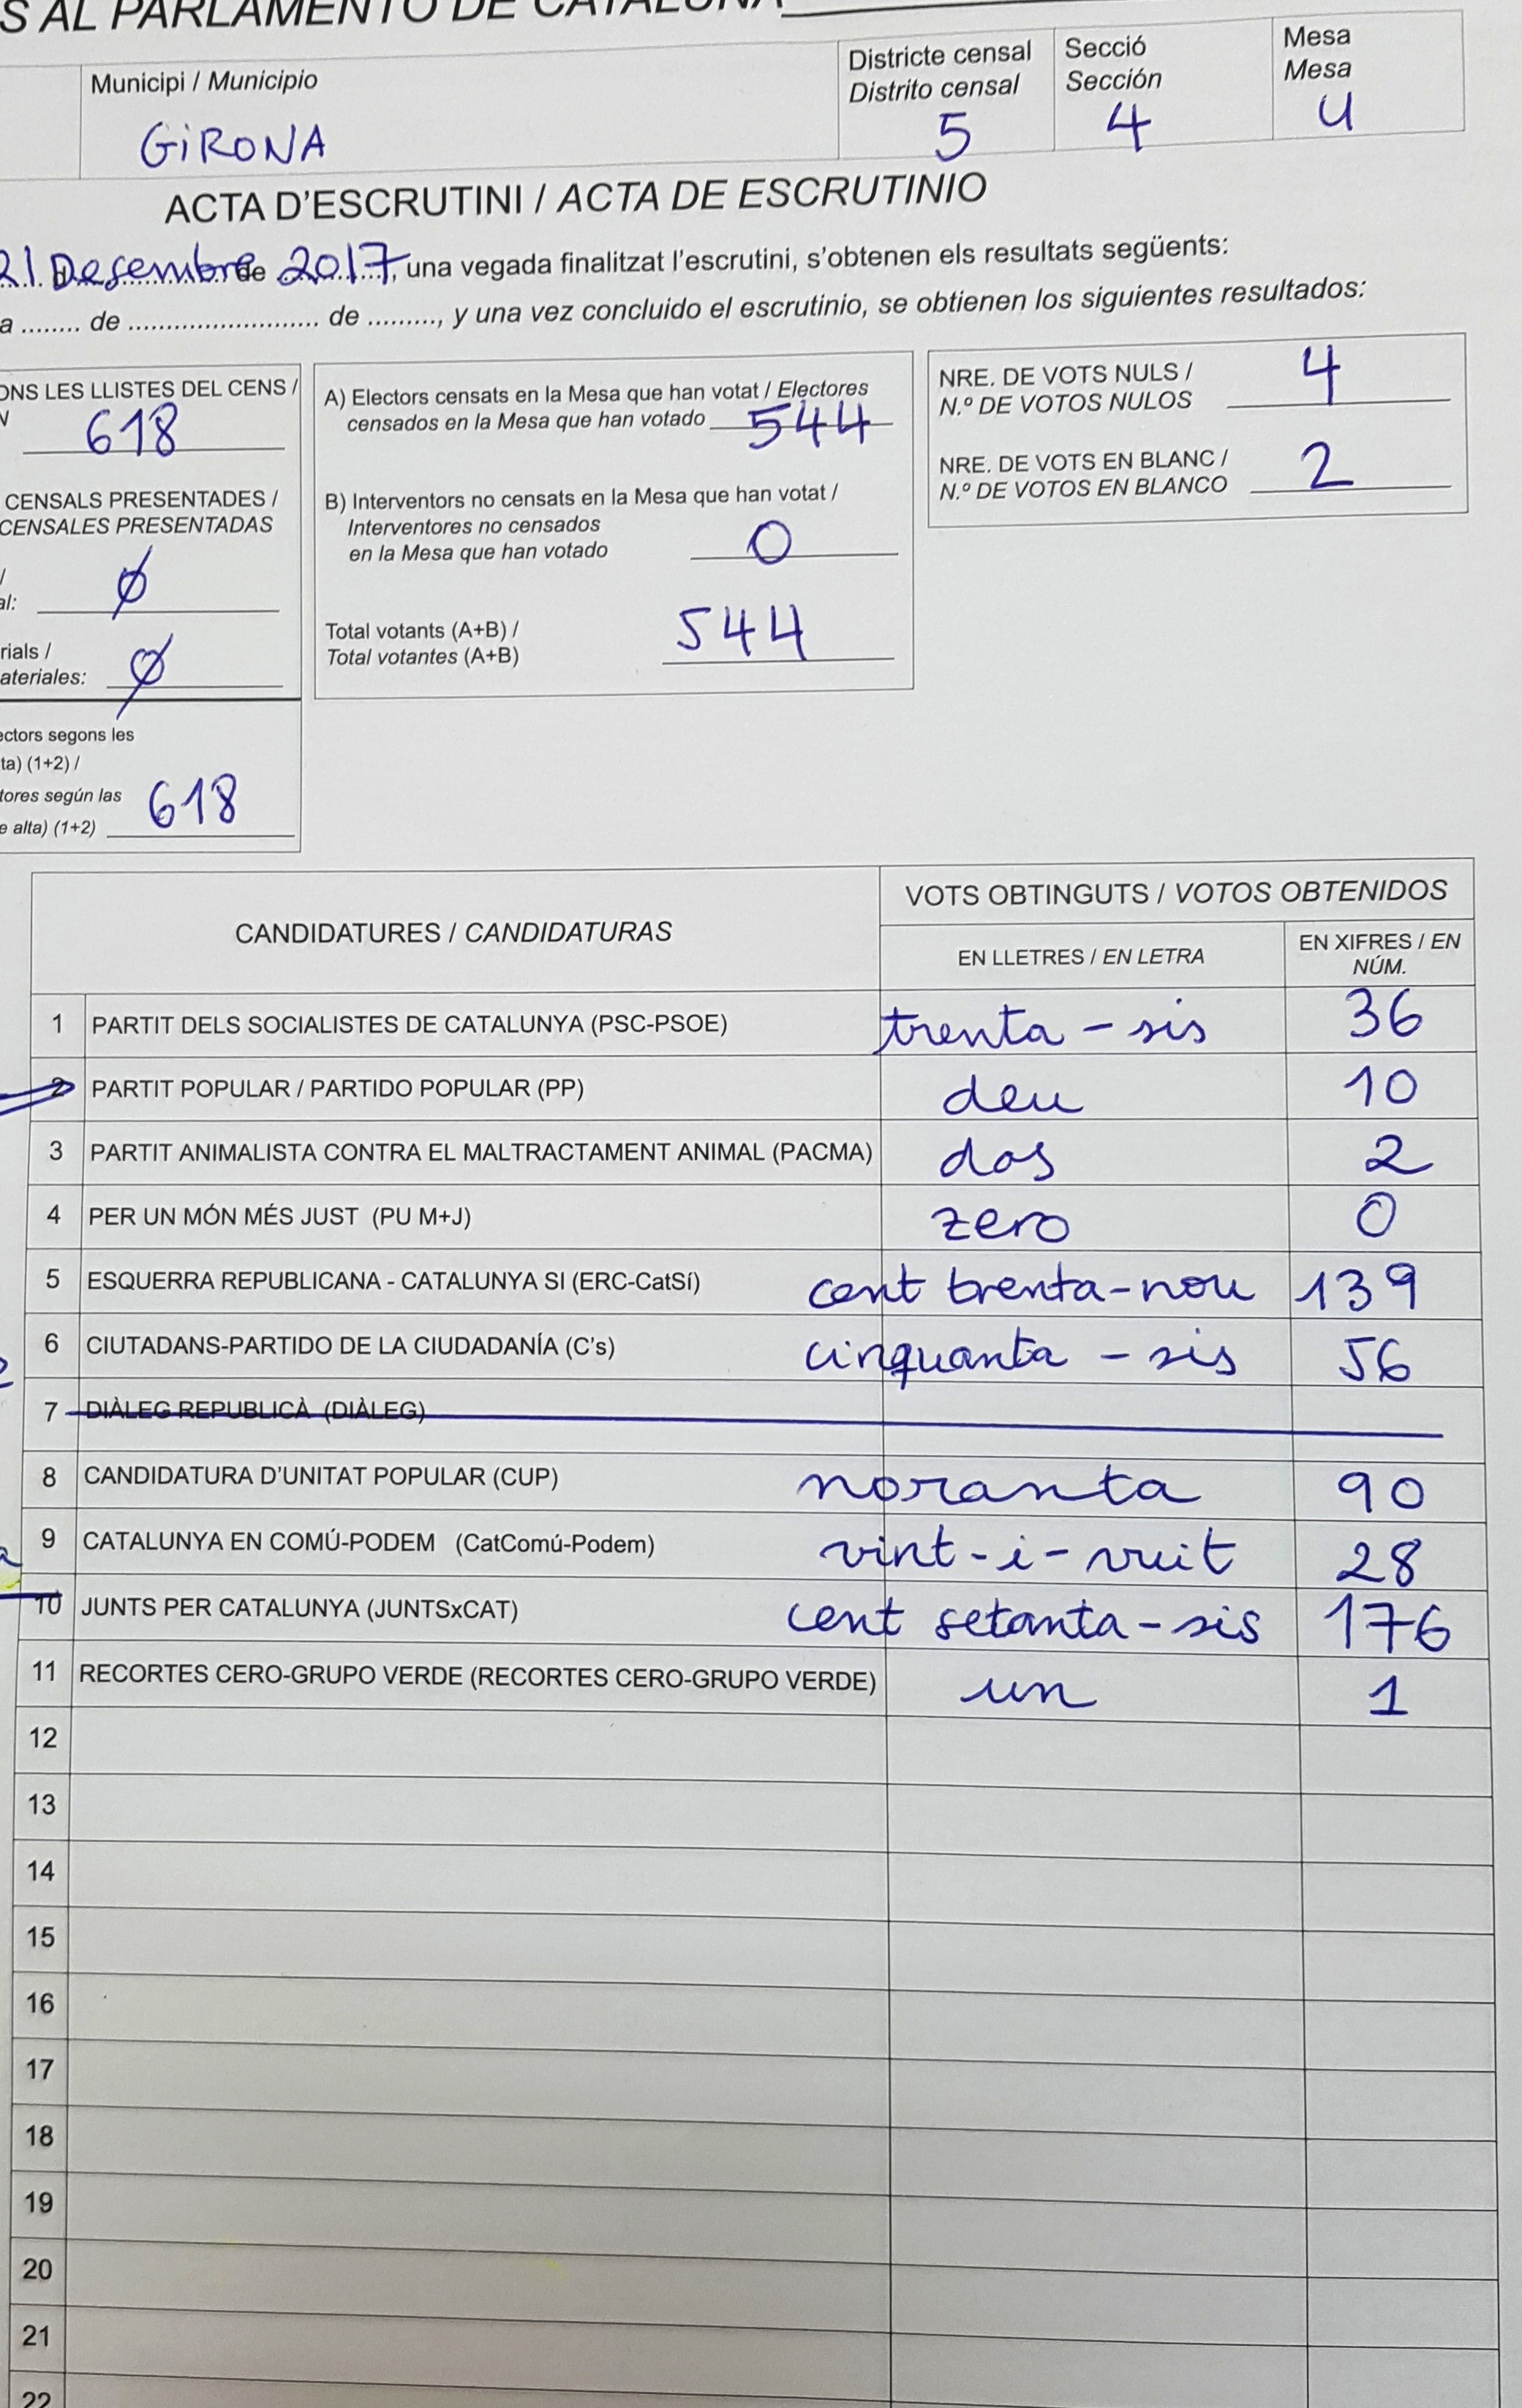 S AL PARLAMENTO DE CATALUÑA
Municipi / Municipio
GiRONA
Districte censal
Distrito censal
5
Secció
Sección
4
Mesa
Mesa
U
ACTA D'ESCRUTINI / ACTA DE ESCRUTINIO
21 Desembre de 2017, una vegada finalitzat l'escrutini, s'obtenen els resultats següents:
a ........ de ......................... de ........., y una vez concluido el escrutinio, se obtienen los siguientes resultados:
ONS LES LLISTES DEL CENS /
N
618
CENSALS PRESENTADES /
CENSALES PRESENTADAS
/
al: Ø
rials /
ateriales: Ø
ectors segons les
ta) (1+2) /
tores según las
e alta) (1+2) 618
A) Electors censats en la Mesa que han votat / Electores
censados en la Mesa que han votado 544
B) Interventors no censats en la Mesa que han votat /
Interventores no censados
en la Mesa que han votado 0
Total votants (A+B) /
Total votantes (A+B) 544
NRE. DE VOTS NULS /
N.º DE VOTOS NULOS 4
NRE. DE VOTS EN BLANC /
N.º DE VOTOS EN BLANCO 2
CANDIDATURES / CANDIDATURAS
VOTS OBTINGUTS / VOTOS OBTENIDOS
EN LLETRES / EN LETRA
EN XIFRES / EN
NÚM.
1 PARTIT DELS SOCIALISTES DE CATALUNYA (PSC-PSOE) trenta - sis 36
2 PARTIT POPULAR / PARTIDO POPULAR (PP) deu 10
3 PARTIT ANIMALISTA CONTRA EL MALTRACTAMENT ANIMAL (PACMA) dos 2
4 PER UN MÓN MÉS JUST (PU M+J) zero 0
5 ESQUERRA REPUBLICANA - CATALUNYA SI (ERC-CatSí) cent trenta-nou 139
6 CIUTADANS-PARTIDO DE LA CIUDADANÍA (C's) cinquanta - sis 56
7 DIÀLEG REPUBLICÀ (DIÀLEG)
8 CANDIDATURA D'UNITAT POPULAR (CUP) noranta 90
9 CATALUNYA EN COMÚ-PODEM (CatComú-Podem) vint-i-vuit 28
10 JUNTS PER CATALUNYA (JUNTSxCAT) cent setanta-sis 176
11 RECORTES CERO-GRUPO VERDE (RECORTES CERO-GRUPO VERDE) un 1
12
13
14
15
16
17
18
19
20
21
22